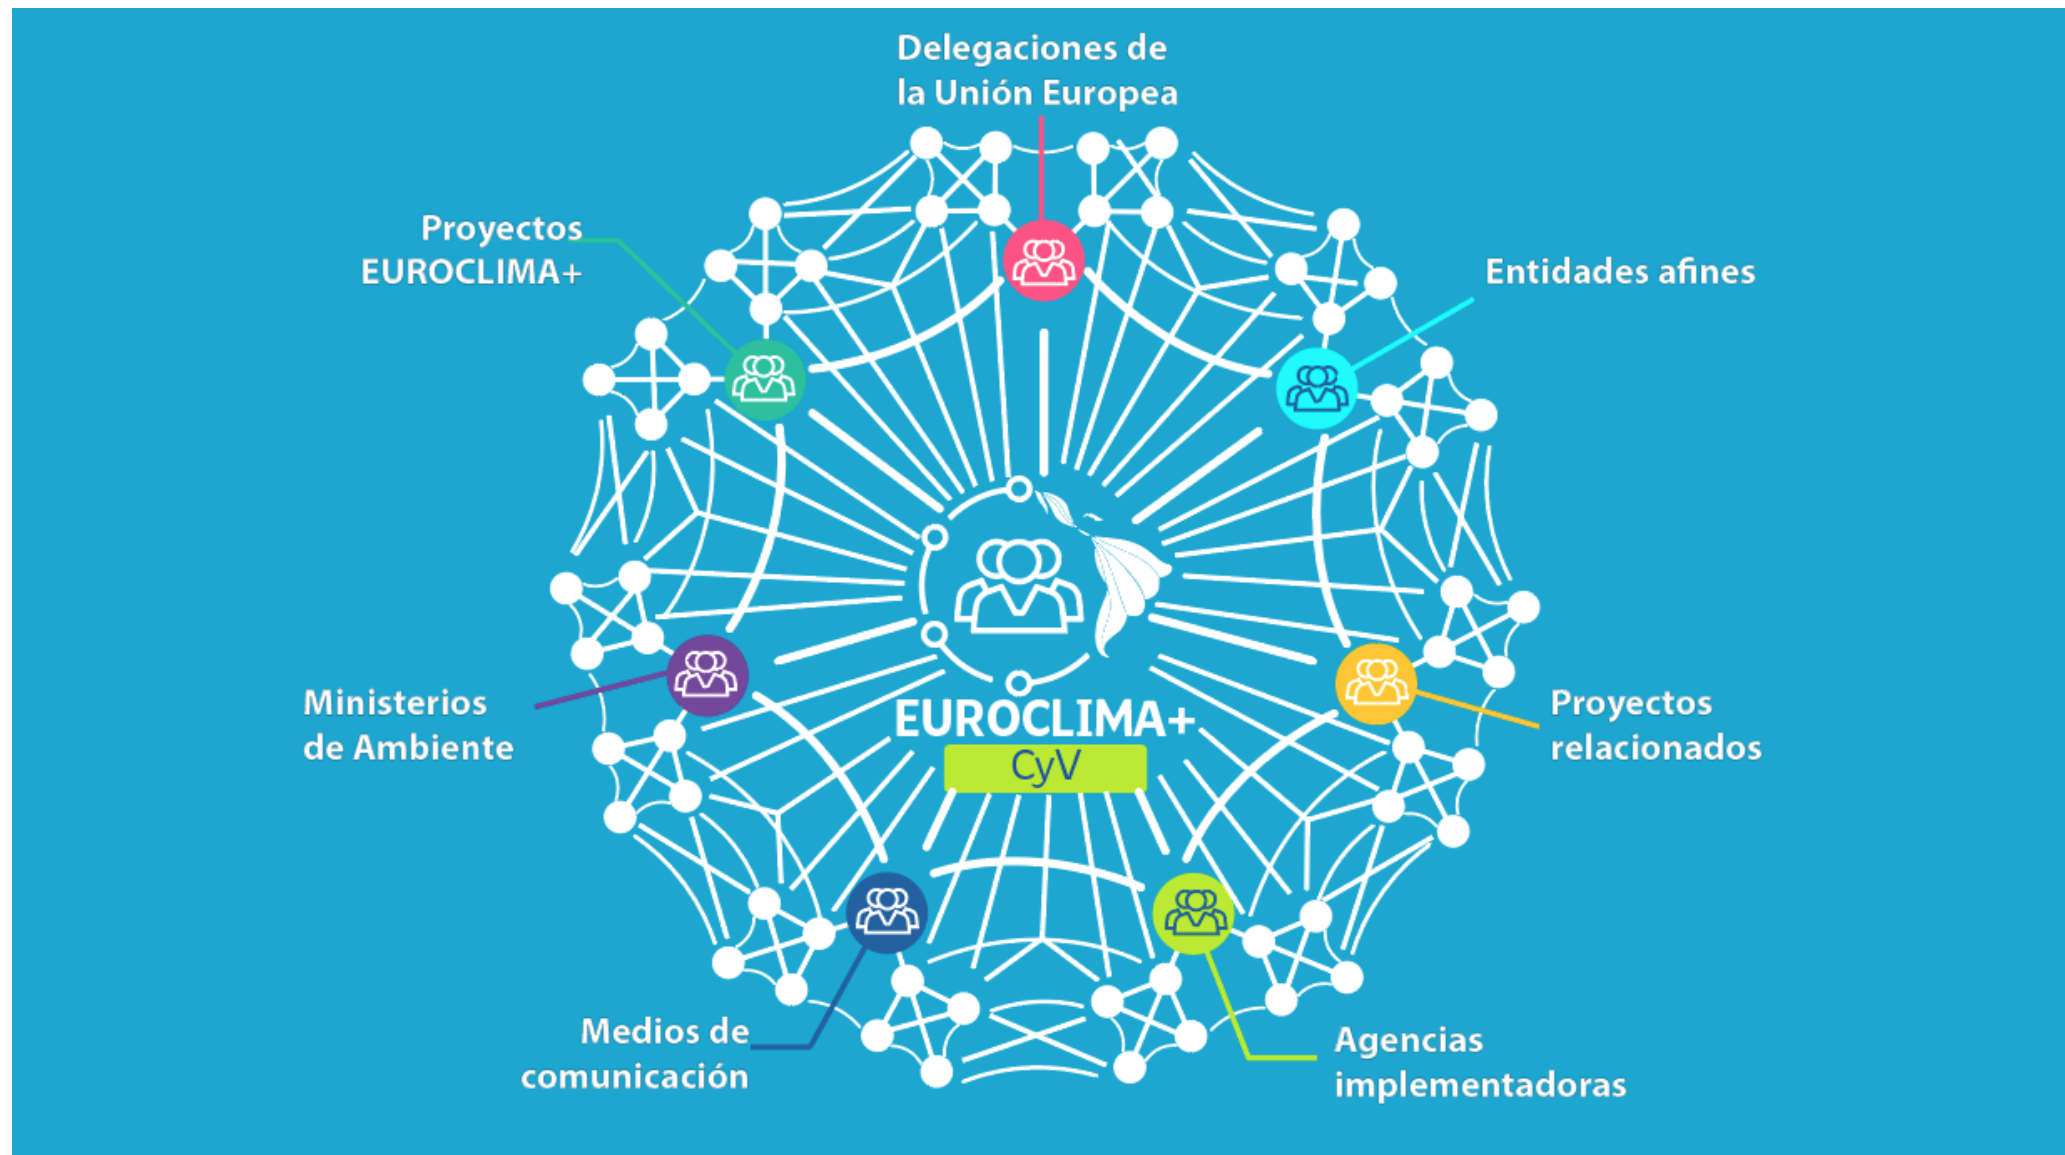 Delegaciones de
la Unión Europea
Proyectos
EUROCLIMA+
Entidades afines
Ministerios
de Ambiente
EUROCLIMA+
CyV
Proyectos
relacionados
Medios de
comunicación
Agencias
implementadoras